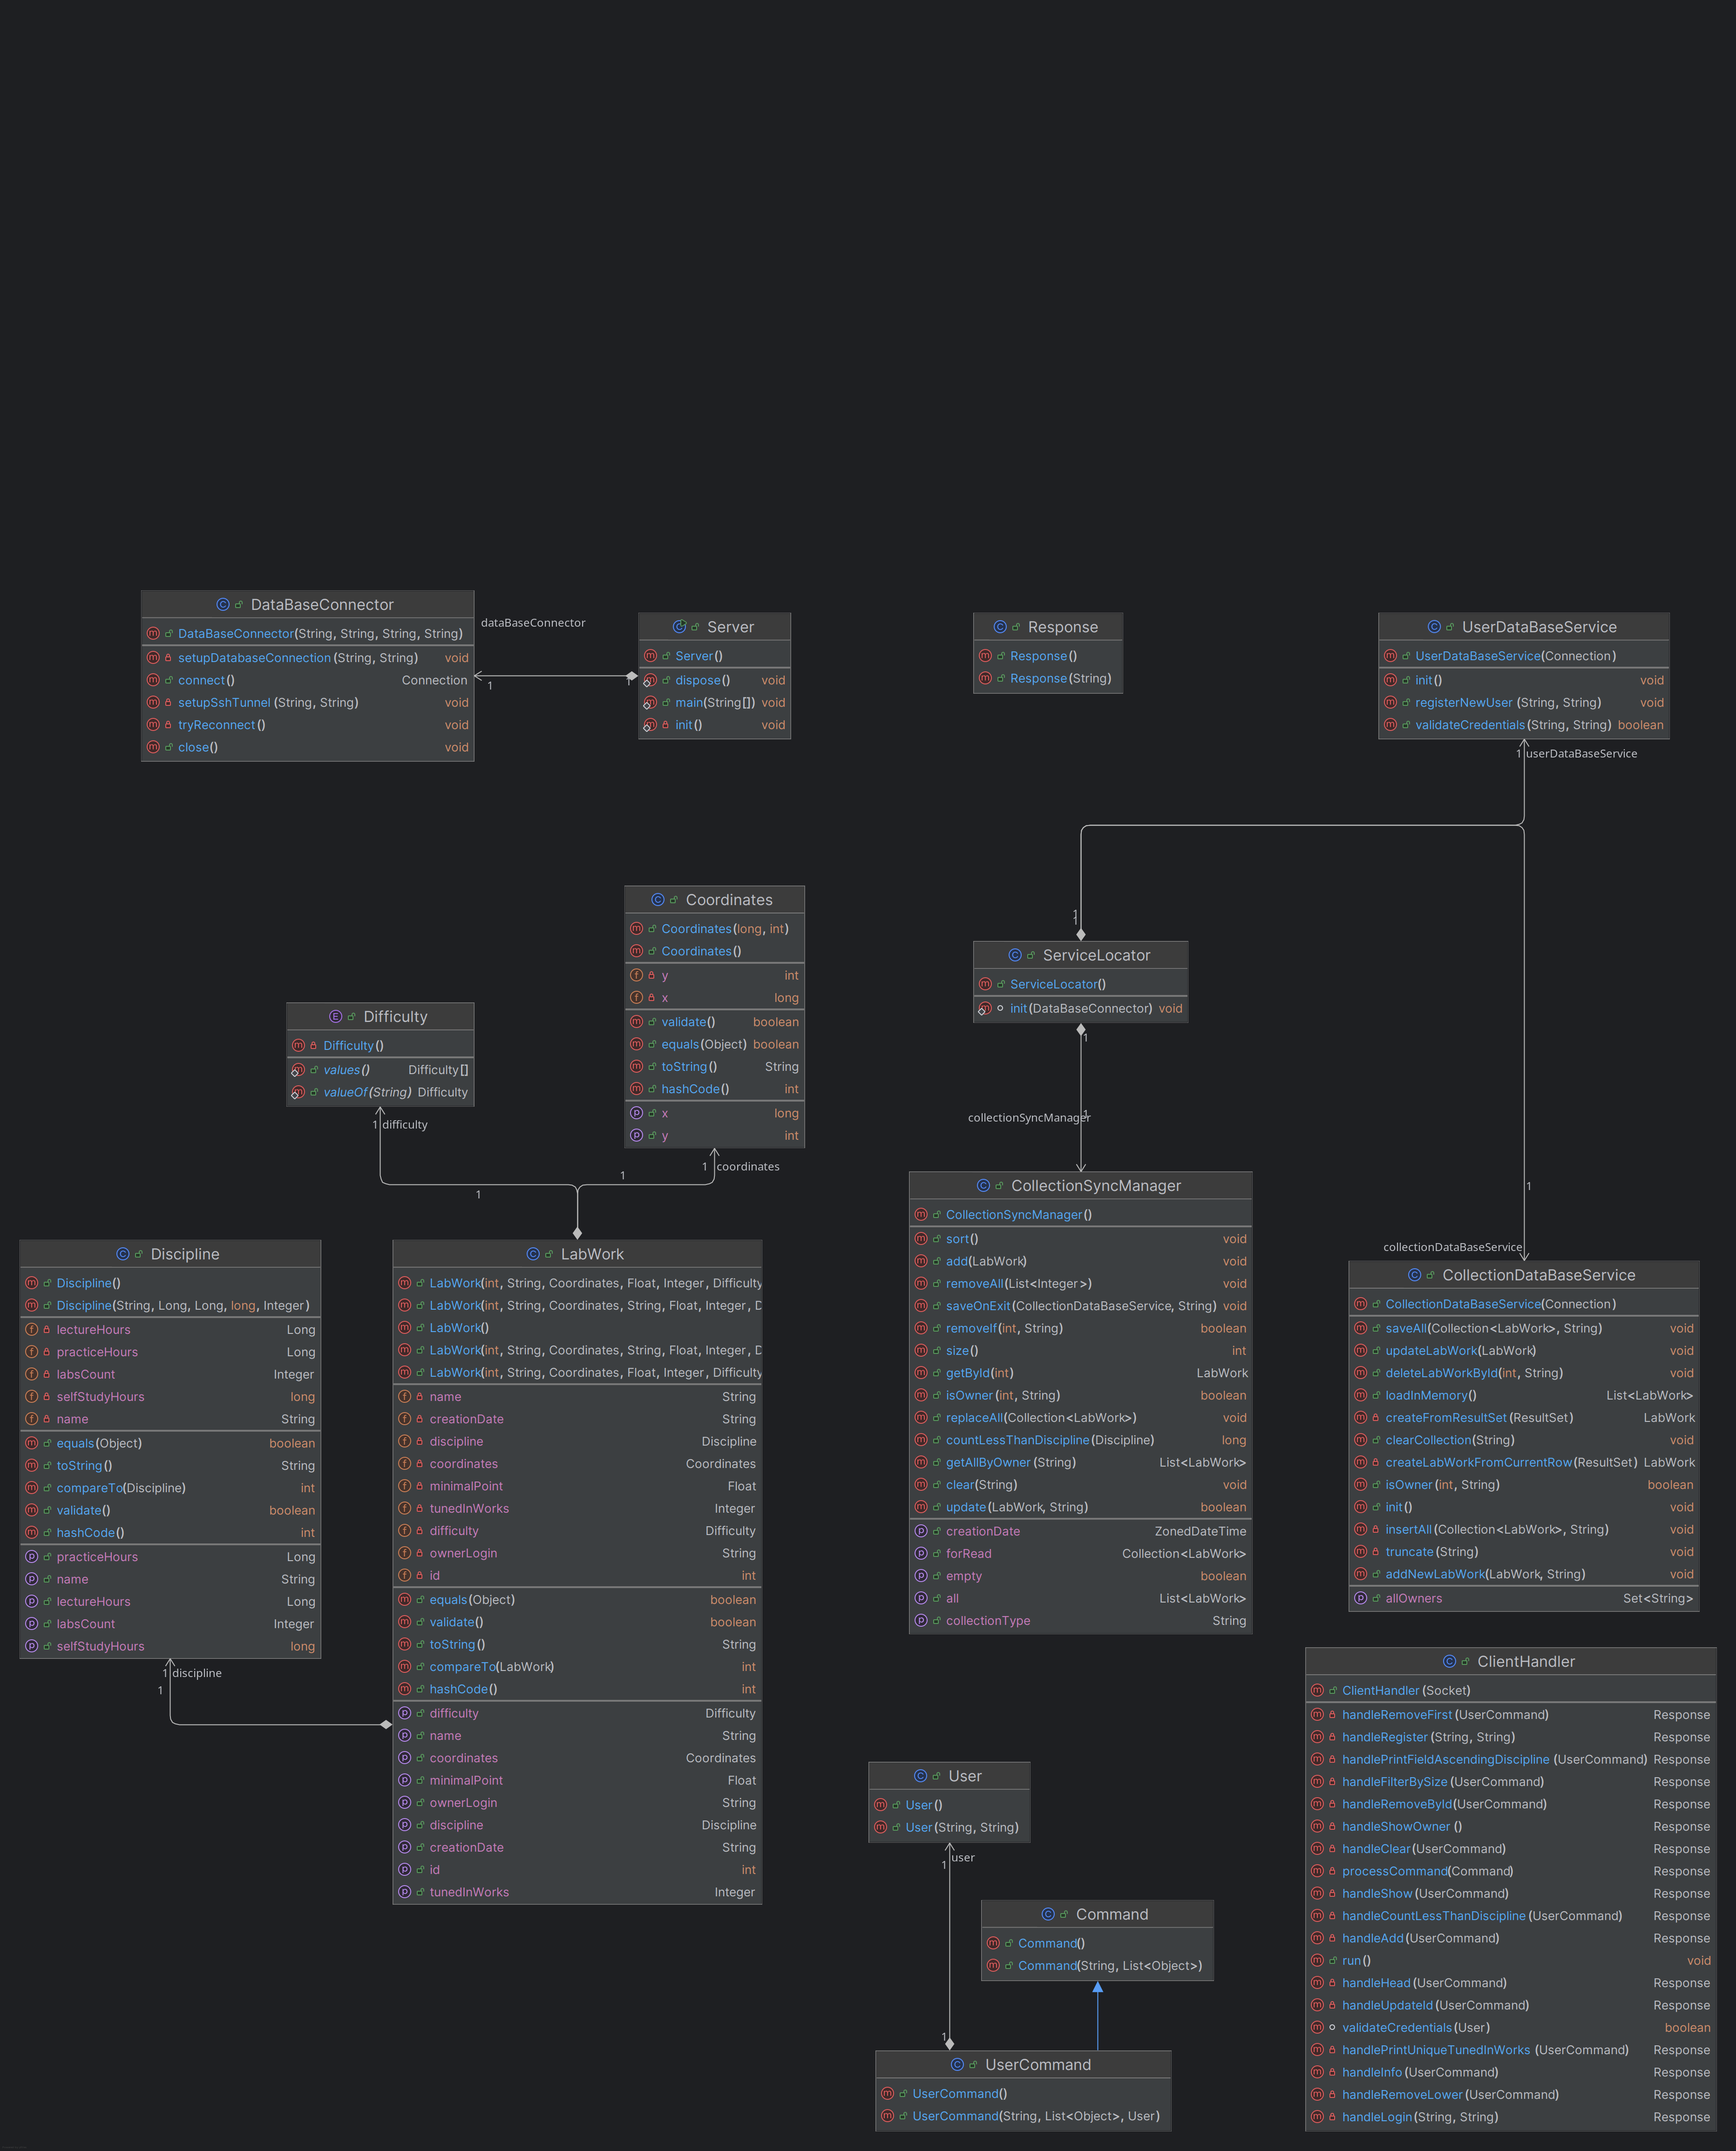 DataBaseConnector
DataBaseConnector(String, String, String, String)
setupDatabaseConnection (String, String) void
connect() Connection
setupSshTunnel (String, String) void
tryReconnect () void
close() void
dataBaseConnector
1
1
Server
Server()
dispose() void
main(String[]) void
init() void
Response
Response()
Response(String)
UserDataBaseService
UserDataBaseService(Connection)
init() void
registerNewUser (String, String) void
validateCredentials(String, String) boolean
1 userDataBaseService
Coordinates
Coordinates(long, int)
Coordinates()
y int
x long
validate() boolean
equals(Object) boolean
toString() String
hashCode() int
x long
y int
1
1
ServiceLocator
ServiceLocator()
init(DataBaseConnector) void
1
Difficulty
Difficulty()
values() Difficulty[]
valueOf(String) Difficulty
1 difficulty
1 coordinates
1
1
collectionSyncManager
1
CollectionSyncManager
CollectionSyncManager()
sort() void
add(LabWork) void
removeAll(List<Integer>) void
saveOnExit(CollectionDataBaseService, String) void
removeIf(int, String) boolean
size() int
getById(int) LabWork
isOwner (int, String) boolean
replaceAll(Collection<LabWork>) void
countLessThanDiscipline(Discipline) long
getAllByOwner (String) List<LabWork>
clear(String) void
update(LabWork, String) boolean
creationDate ZonedDateTime
forRead Collection<LabWork>
empty boolean
all List<LabWork>
collectionType String
1
collectionDataBaseService
CollectionDataBaseService
CollectionDataBaseService(Connection)
saveAll(Collection<LabWork>, String) void
updateLabWork(LabWork) void
deleteLabWorkById(int, String) void
loadInMemory() List<LabWork>
createFromResultSet (ResultSet) LabWork
clearCollection(String) void
createLabWorkFromCurrentRow(ResultSet) LabWork
isOwner(int, String) boolean
init() void
insertAll(Collection<LabWork>, String) void
truncate (String) void
addNewLabWork(LabWork, String) void
allOwners Set<String>
Discipline
Discipline()
Discipline(String, Long, Long, long, Integer)
lectureHours Long
practiceHours Long
labsCount Integer
selfStudyHours long
name String
equals(Object) boolean
toString() String
compareTo(Discipline) int
validate() boolean
hashCode() int
practiceHours Long
name String
lectureHours Long
labsCount Integer
selfStudyHours long
1 discipline
1
LabWork
LabWork(int, String, Coordinates, Float, Integer, Difficulty
LabWork(int, String, Coordinates, String, Float, Integer, D
LabWork()
LabWork(int, String, Coordinates, String, Float, Integer, D
LabWork(int, String, Coordinates, Float, Integer, Difficulty
name String
creationDate String
discipline Discipline
coordinates Coordinates
minimalPoint Float
tunedInWorks Integer
difficulty Difficulty
ownerLogin String
id int
equals(Object) boolean
validate() boolean
toString() String
compareTo(LabWork) int
hashCode() int
difficulty Difficulty
name String
coordinates Coordinates
minimalPoint Float
ownerLogin String
discipline Discipline
creationDate String
id int
tunedInWorks Integer
ClientHandler
ClientHandler (Socket)
handleRemoveFirst (UserCommand) Response
handleRegister (String, String) Response
handlePrintFieldAscendingDiscipline (UserCommand) Response
handleFilterBySize (UserCommand) Response
handleRemoveById(UserCommand) Response
handleShowOwner () Response
handleClear(UserCommand) Response
processCommand(Command) Response
handleShow (UserCommand) Response
handleCountLessThanDiscipline (UserCommand) Response
handleAdd(UserCommand) Response
run() void
handleHead (UserCommand) Response
handleUpdateId (UserCommand) Response
validateCredentials(User) boolean
handlePrintUniqueTunedInWorks (UserCommand) Response
handleInfo(UserCommand) Response
handleRemoveLower(UserCommand) Response
handleLogin(String, String) Response
User
User()
User(String, String)
1 user
Command
Command()
Command(String, List<Object>)
1
UserCommand
UserCommand()
UserCommand(String, List<Object>, User)